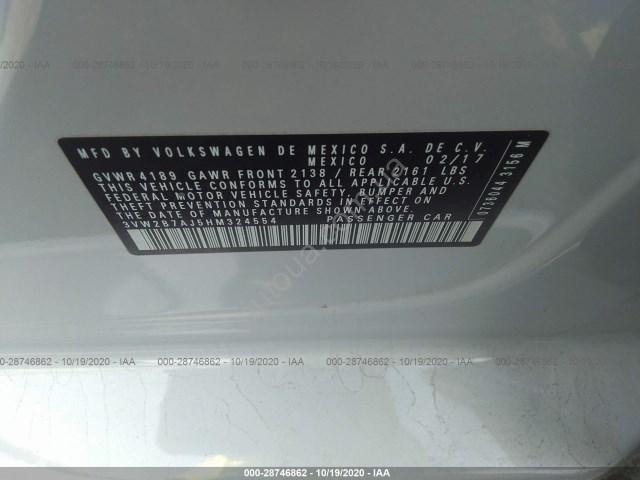 000-28746862 - 10/19/2020 - IAA
MFD BY VOLKSWAGEN DE MEXICO S.A. DE C.V.
MEXICO 02/17
GVWR 4189 GAWR FRONT 2138 / REAR 2161 LBS
THIS VEHICLE CONFORMS TO ALL APPLICABLE U.S.
FEDERAL MOTOR VEHICLE SAFETY, BUMPER AND
THEFT PREVENTION STANDARDS IN EFFECT ON
THE DATE OF MANUFACTURE SHOWN ABOVE.
3VW2B7AJ5HM324554 PASSENGER CAR
000-28746862 - 10/19/2020 - IAA
000-28746862 - 10/19/2020 - IAA
000-28746862 - 10/19/2020 - IAA
000-28746862 - 10/19/2020 - IAA